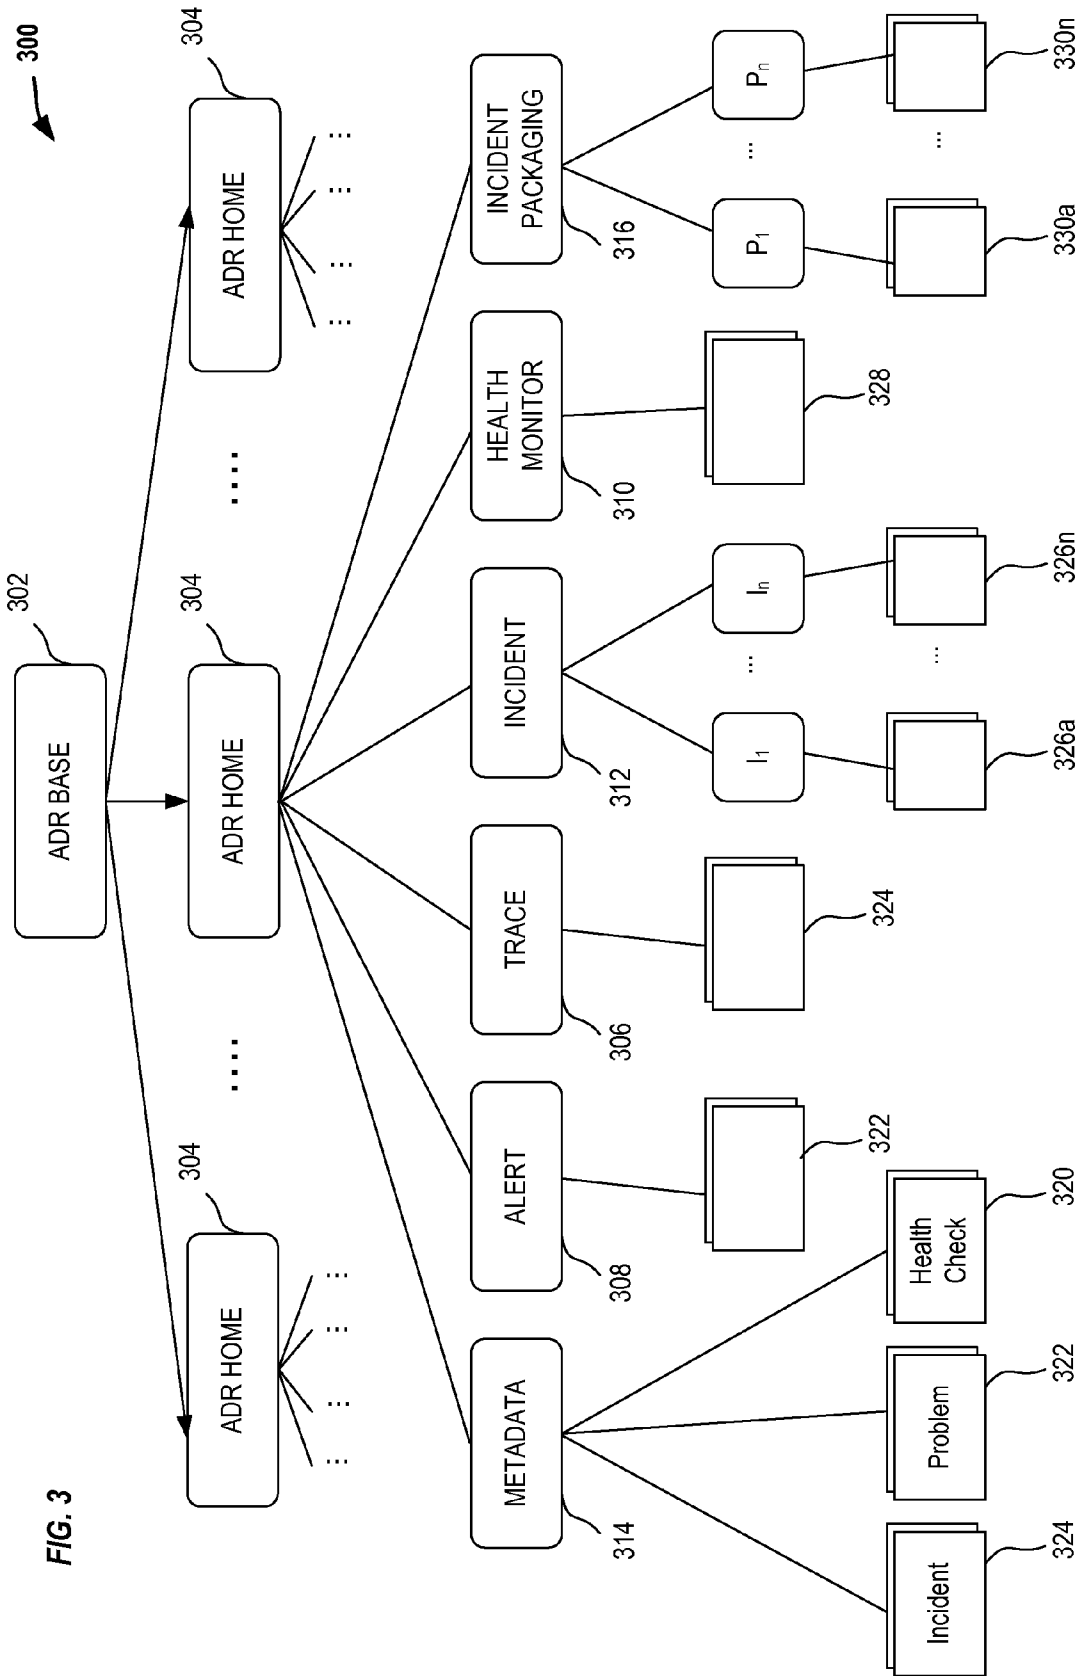 FIG. 3
300
302
ADR BASE
304
304
304
ADR HOME
ADR HOME
ADR HOME
....
....
...
...
...
...
...
...
...
...
METADATA
ALERT
TRACE
INCIDENT
HEALTH
MONITOR
INCIDENT
PACKAGING
314
308
306
312
310
316
I₁
...
Iₙ
P₁
...
Pₙ
322
324
328
Incident
Problem
Health
Check
...
...
324
322
320
326a
326n
330a
330n